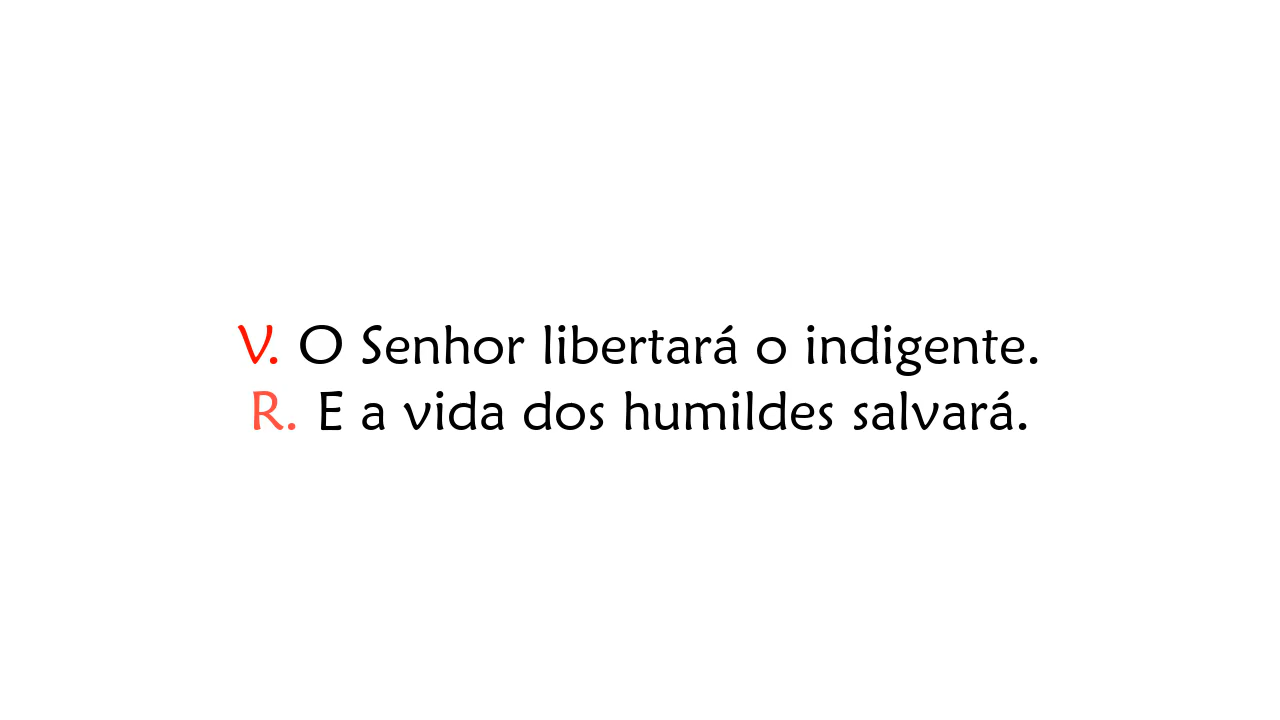 V. O Senhor libertará o indigente.
R. E a vida dos humildes salvará.